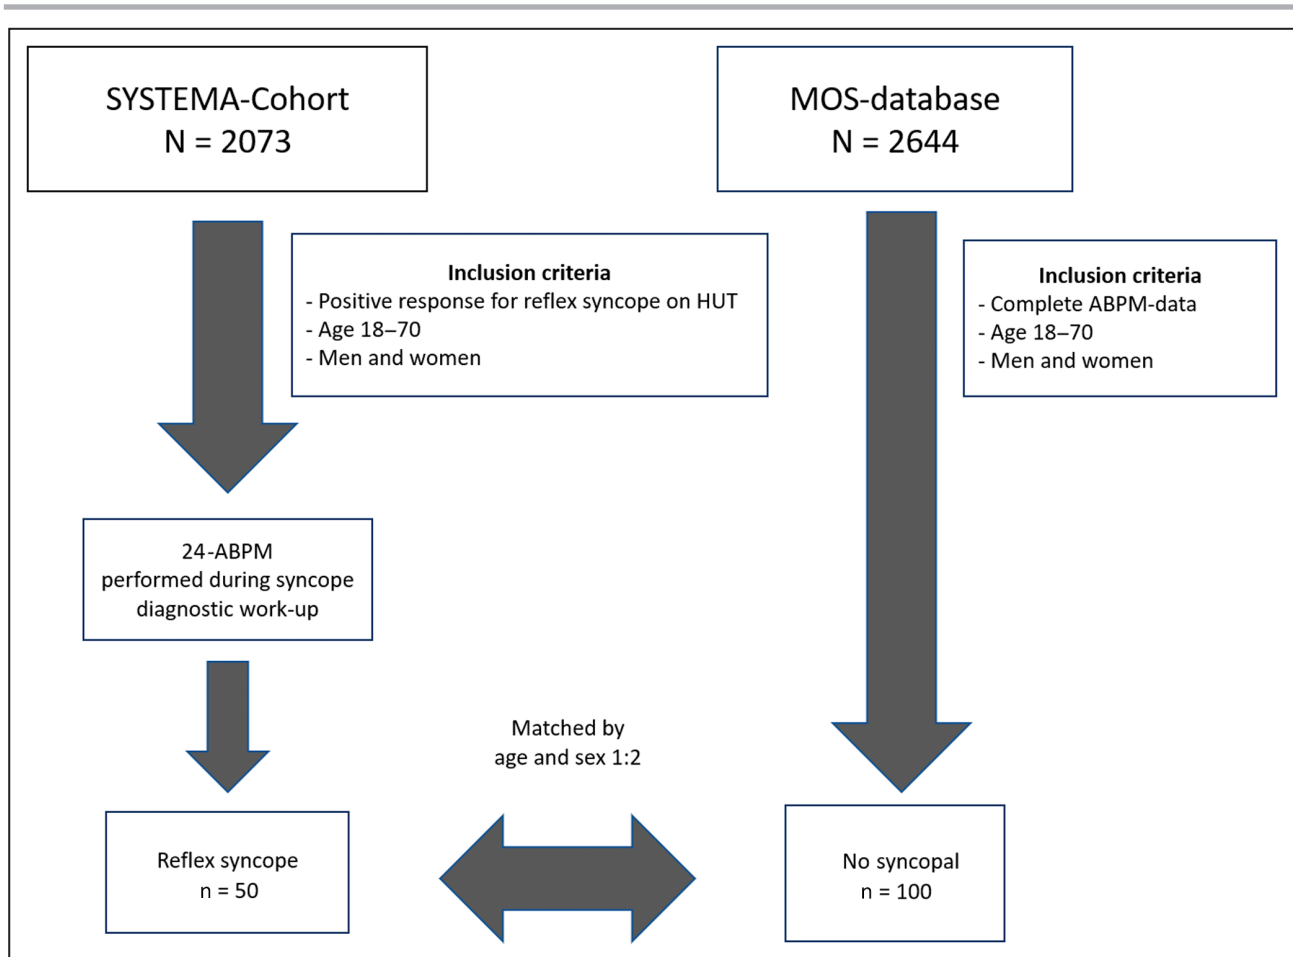 SYSTEMA-Cohort
N = 2073
MOS-database
N = 2644
Inclusion criteria
- Positive response for reflex syncope on HUT
- Age 18–70
- Men and women
Inclusion criteria
- Complete ABPM-data
- Age 18–70
- Men and women
24-ABPM
performed during syncope
diagnostic work-up
Matched by
age and sex 1:2
Reflex syncope
n = 50
No syncopal
n = 100